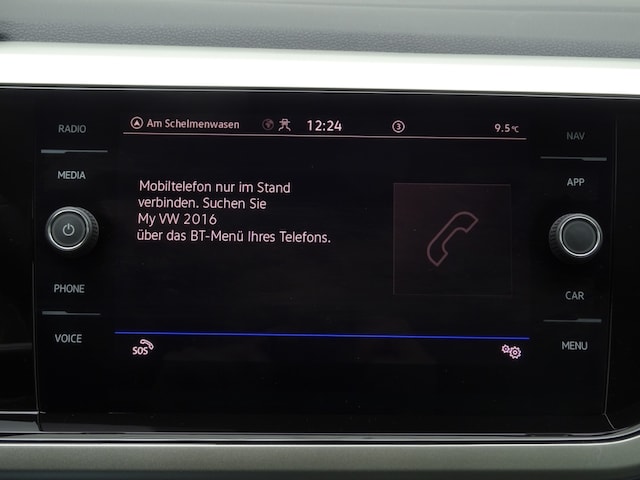 RADIO
MEDIA
PHONE
VOICE
Am Schelmenwasen 12:24 3 9.5°C
Mobiltelefon nur im Stand
verbinden. Suchen Sie
My VW 2016
über das BT-Menü Ihres Telefons.
SOS
NAV
APP
CAR
MENU